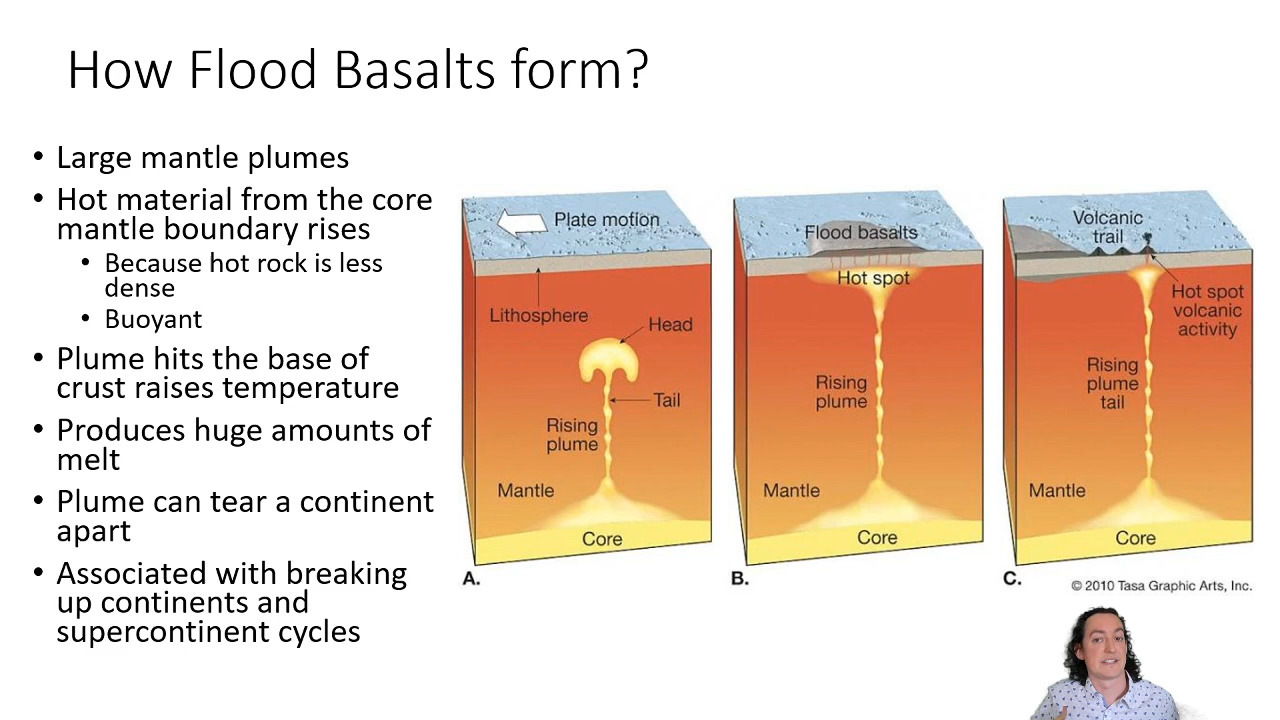 How Flood Basalts form?
• Large mantle plumes
• Hot material from the core
mantle boundary rises
• Because hot rock is less
dense
• Buoyant
• Plume hits the base of
crust raises temperature
• Produces huge amounts of
melt
• Plume can tear a continent
apart
• Associated with breaking
up continents and
supercontinent cycles
Plate motion
Lithosphere
Head
Tail
Rising
plume
Mantle
Core
A.
Flood basalts
Hot spot
Rising
plume
Mantle
Core
B.
Volcanic
trail
Hot spot
volcanic
activity
Rising
plume
tail
Mantle
Core
C.
© 2010 Tasa Graphic Arts, Inc.